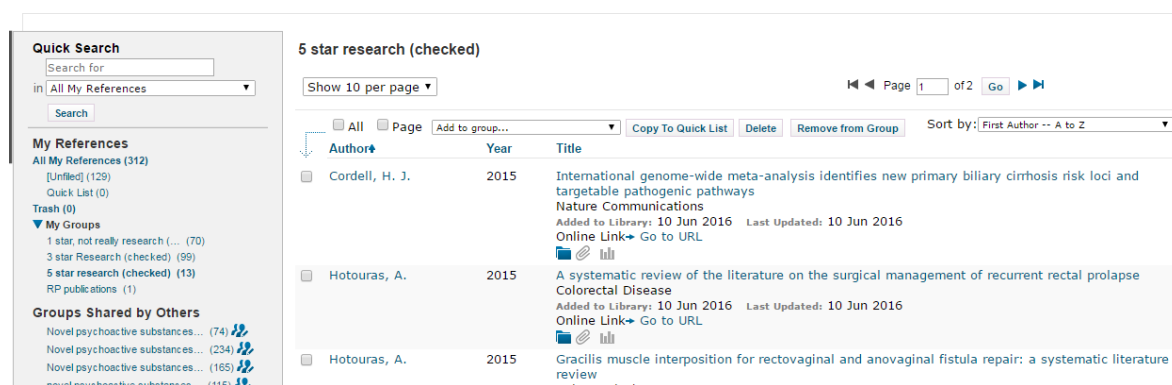 Quick Search
Search for
in All My References
Search
My References
All My References (312)
[Unfiled] (129)
Quick List (0)
Trash (0)
My Groups
1 star, not really research (... (70)
3 star Research (checked) (99)
5 star research (checked) (13)
RP publications (1)
Groups Shared by Others
Novel psychoactive substances... (74)
Novel psychoactive substances... (234)
Novel psychoactive substances... (165)
novel psychoactive substances... (115)
5 star research (checked)
Show 10 per page
Page 1 of 2 Go
All Page Add to group... Copy To Quick List Delete Remove from Group Sort by: First Author -- A to Z
Author Year Title
Cordell, H. J. 2015 International genome-wide meta-analysis identifies new primary biliary cirrhosis risk loci and
targetable pathogenic pathways
Nature Communications
Added to Library: 10 Jun 2016 Last Updated: 10 Jun 2016
Online Link→ Go to URL
Hotouras, A. 2015 A systematic review of the literature on the surgical management of recurrent rectal prolapse
Colorectal Disease
Added to Library: 10 Jun 2016 Last Updated: 10 Jun 2016
Online Link→ Go to URL
Hotouras, A. 2015 Gracilis muscle interposition for rectovaginal and anovaginal fistula repair: a systematic literature
review